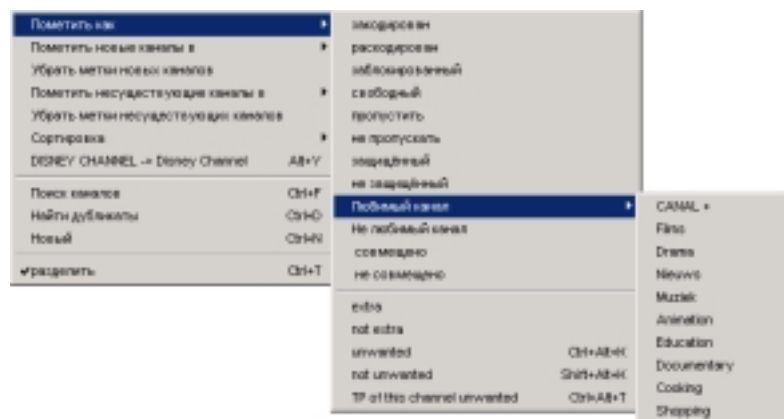 Пометить как
Пометить новые каналы в
Убрать метки новых каналов
Пометить несуществующие каналы в
Убрать метки несуществующих каналов
Сортировка
DISNEY CHANNEL -> Disney Channel Alt+Y
Поиск каналов Ctrl+F
Найти дубликаты Ctrl+D
Новый Ctrl+N
разделить Ctrl+T
закодирован
раскодирован
заблокированный
свободный
пропустить
не пропускать
защищённый
не защищённый
Любимый канал
Не любимый канал
совмещено
не совмещено
extra
not extra
unwanted Ctrl+Alt+K
not unwanted Shift+Alt+K
TP of this channel unwanted Ctrl+Alt+T
CANAL +
Films
Drama
Nieuws
Muziek
Animation
Education
Documentary
Cooking
Shopping